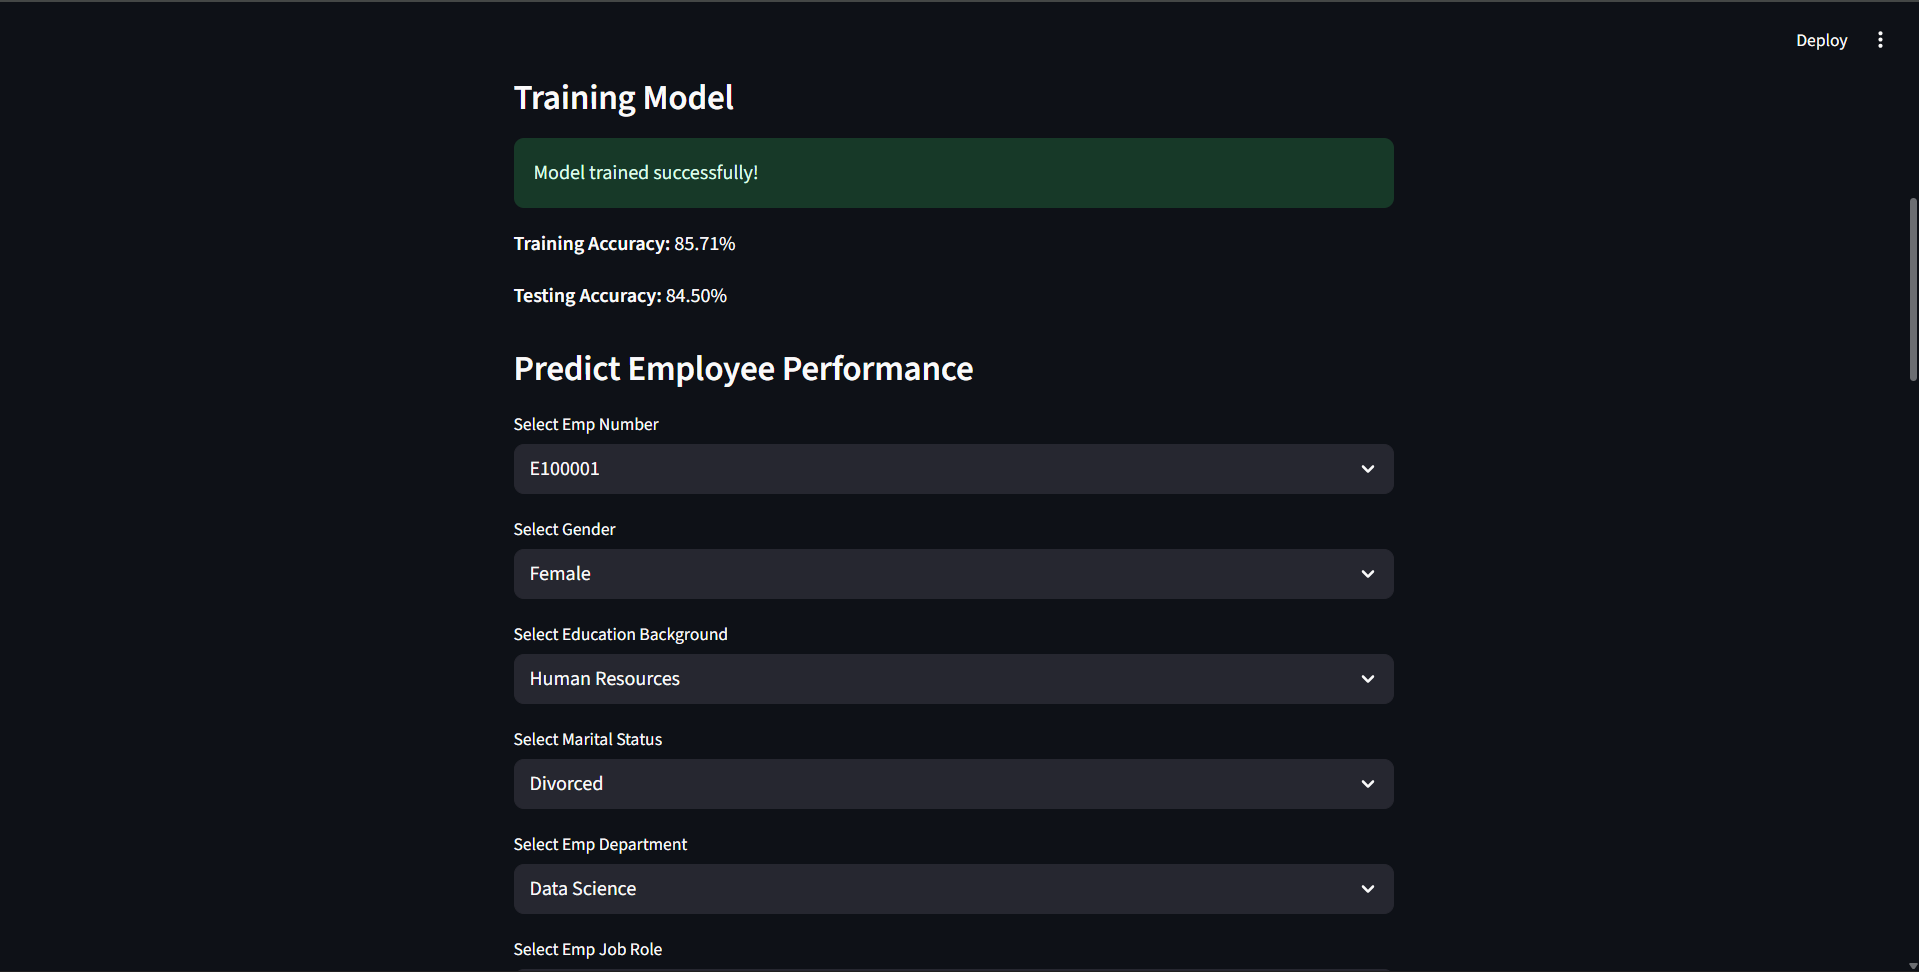 Deploy
Training Model
Model trained successfully!
Training Accuracy: 85.71%
Testing Accuracy: 84.50%
Predict Employee Performance
Select Emp Number
E100001
Select Gender
Female
Select Education Background
Human Resources
Select Marital Status
Divorced
Select Emp Department
Data Science
Select Emp Job Role